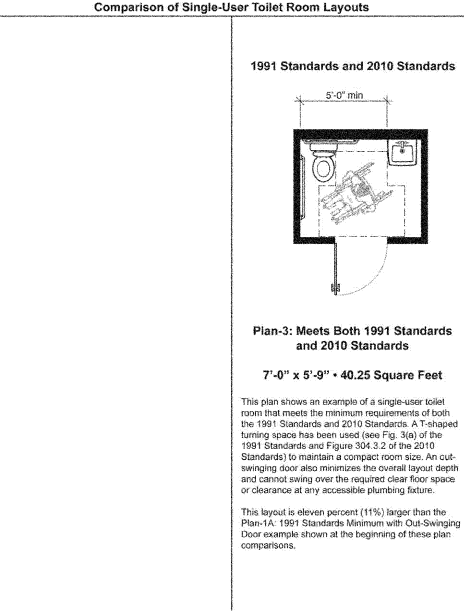 Comparison of Single-User Toilet Room Layouts
1991 Standards and 2010 Standards
5'-0" min
Plan-3: Meets Both 1991 Standards
and 2010 Standards
7'-0" x 5'-9" • 40.25 Square Feet
This plan shows an example of a single-user toilet
room that meets the minimum requirements of both
the 1991 Standards and 2010 Standards. A T-shaped
turning space has been used (see Fig. 3(a) of the
1991 Standards and Figure 304.3.2 of the 2010
Standards) to maintain a compact room size. An out-
swinging door also minimizes the overall layout depth
and cannot swing over the required clear floor space
or clearance at any accessible plumbing fixture.
This layout is eleven percent (11%) larger than the
Plan-1A: 1991 Standards Minimum with Out-Swinging
Door example shown at the beginning of these plan
comparisons.